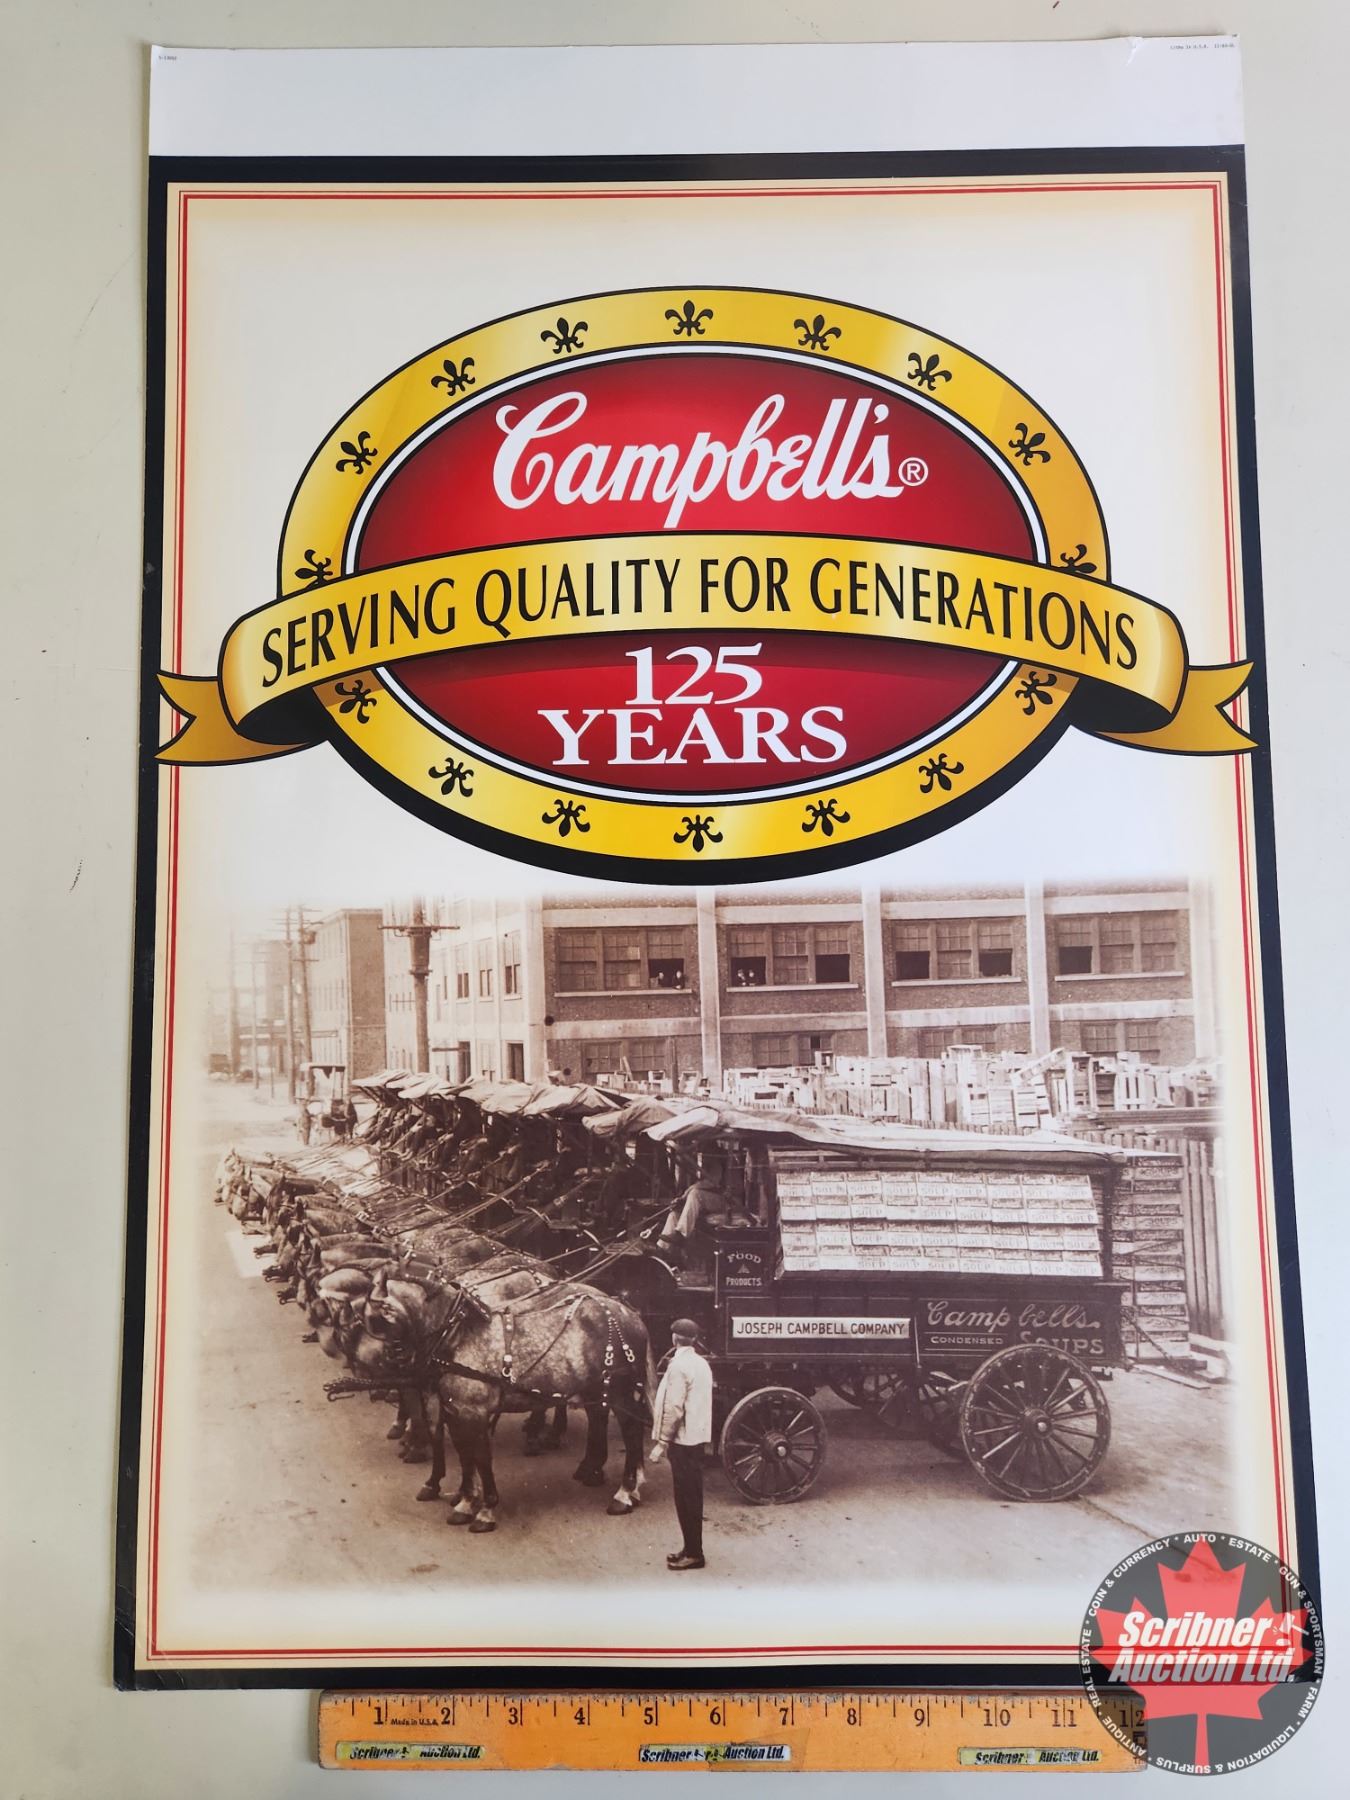 Campbell's®
SERVING QUALITY FOR GENERATIONS
125
YEARS
FOOD
PRODUCTS
JOSEPH CAMPBELL COMPANY
Campbell's
CONDENSED SOUPS
1 Made in U.S.A. 2 3 4 5 6 7 8 9 10 11 12
Scribner Auction Ltd. Scribner Auction Ltd. Scribner Auction Ltd.
REAL ESTATE * COIN & CURRENCY * AUTO * ESTATE * GUN & SPORTSMAN * FARM * LIQUIDATION & SURPLUS * ANTIQUE *
Scribner
Auction Ltd.